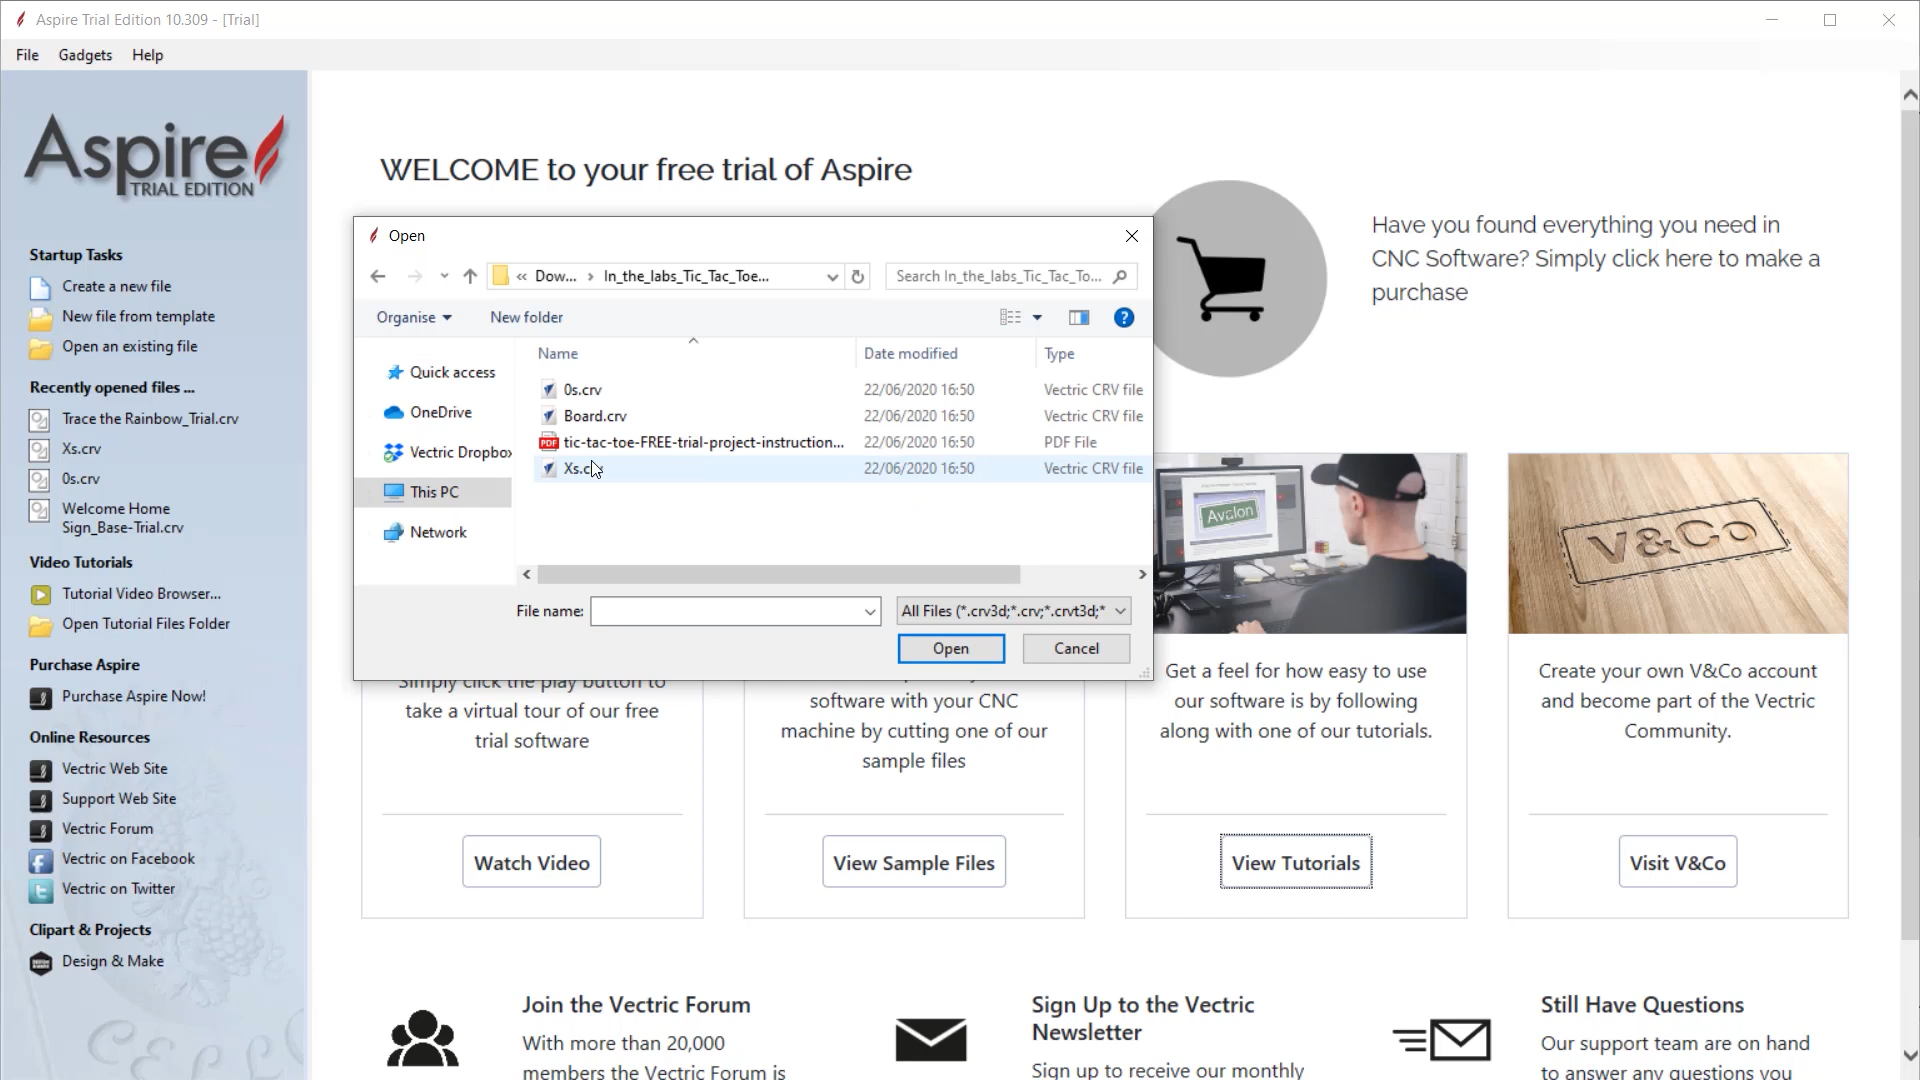 Aspire Trial Edition 10.309 - [Trial]
File Gadgets Help
Aspire
TRIAL EDITION
Startup Tasks
Create a new file
New file from template
Open an existing file
Recently opened files ...
Trace the Rainbow_Trial.crv
Xs.crv
0s.crv
Welcome Home
Sign_Base-Trial.crv
Video Tutorials
Tutorial Video Browser...
Open Tutorial Files Folder
Purchase Aspire
Purchase Aspire Now!
Online Resources
Vectric Web Site
Support Web Site
Vectric Forum
Vectric on Facebook
Vectric on Twitter
Clipart & Projects
Design & Make
WELCOME to your free trial of Aspire
Have you found everything you need in
CNC Software? Simply click here to make a
purchase
Open
« Dow... › In_the_labs_Tic_Tac_Toe...
Search In_the_labs_Tic_Tac_To...
Organise New folder
Quick access
OneDrive
Vectric Dropbox
This PC
Network
Name Date modified Type
0s.crv 22/06/2020 16:50 Vectric CRV file
Board.crv 22/06/2020 16:50 Vectric CRV file
PDF tic-tac-toe-FREE-trial-project-instruction... 22/06/2020 16:50 PDF File
22/06/2020 16:50 Vectric CRV file
File name:
All Files (*.crv3d;*.crv;*.crvt3d;*
Open Cancel
Avalon
V&Co
Simply click the play button to
take a virtual tour of our free
trial software
Watch Video
software with your CNC
machine by cutting one of our
sample files
View Sample Files
Get a feel for how easy to use
our software is by following
along with one of our tutorials.
View Tutorials
Create your own V&Co account
and become part of the Vectric
Community.
Visit V&Co
Join the Vectric Forum
With more than 20,000
members the Vectric Forum is
Sign Up to the Vectric
Newsletter
Sign up to receive our monthly
Still Have Questions
Our support team are on hand
to answer any questions you